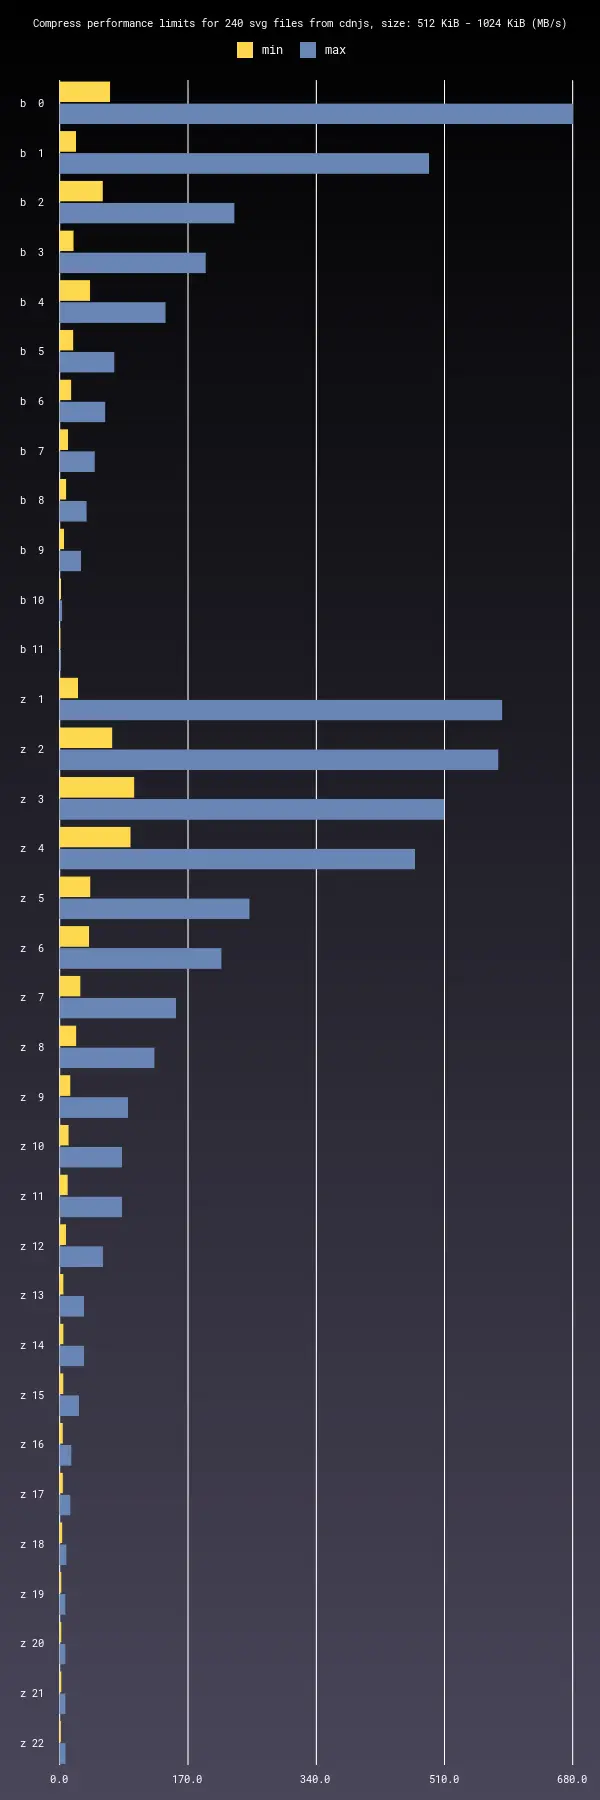 Compress performance limits for 240 svg files from cdnjs, size: 512 KiB - 1024 KiB (MB/s)
min max
b 0
b 1
b 2
b 3
b 4
b 5
b 6
b 7
b 8
b 9
b 10
b 11
z 1
z 2
z 3
z 4
z 5
z 6
z 7
z 8
z 9
z 10
z 11
z 12
z 13
z 14
z 15
z 16
z 17
z 18
z 19
z 20
z 21
z 22
0.0 170.0 340.0 510.0 680.0